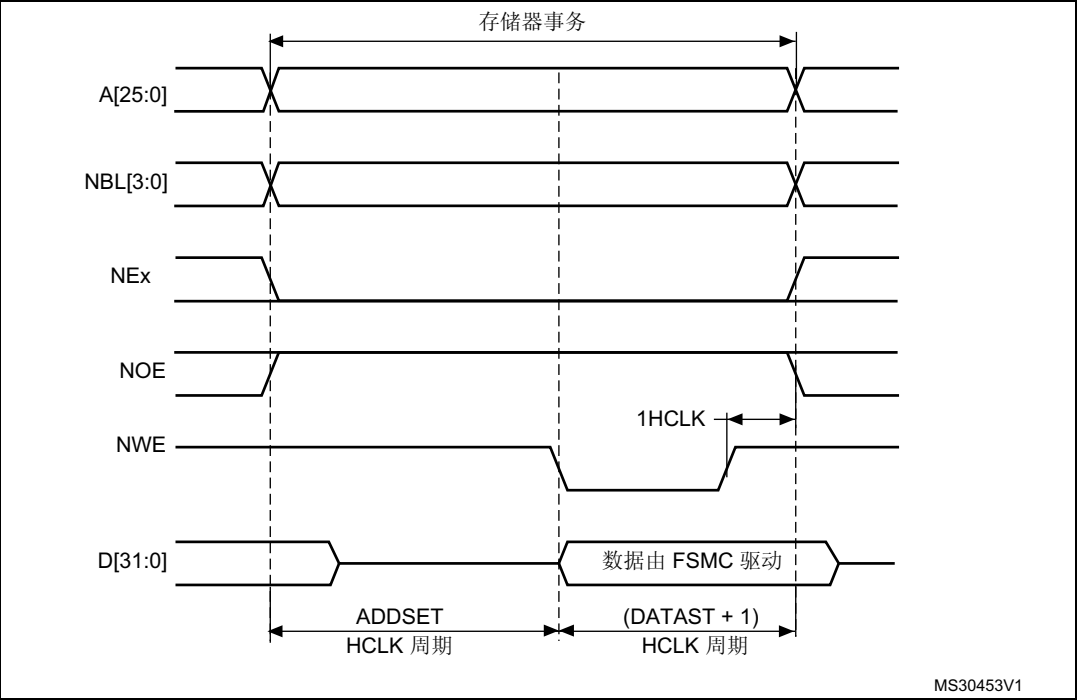 存储器事务
A[25:0]
NBL[3:0]
NEx
NOE
1HCLK
NWE
D[31:0]
数据由 FSMC 驱动
ADDSET
HCLK 周期
(DATAST + 1)
HCLK 周期
MS30453V1